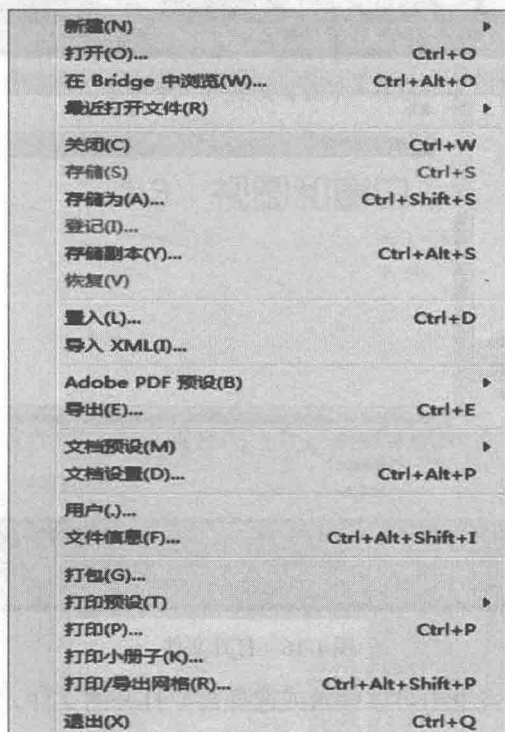 新建(N)
打开(O)... Ctrl+O
在 Bridge 中浏览(W)... Ctrl+Alt+O
最近打开文件(R)
关闭(C) Ctrl+W
存储(S) Ctrl+S
存储为(A)... Ctrl+Shift+S
登记(I)...
存储副本(Y)... Ctrl+Alt+S
恢复(V)
置入(L)... Ctrl+D
导入 XML(I)...
Adobe PDF 预设(B)
导出(E)... Ctrl+E
文档预设(M)
文档设置(D)... Ctrl+Alt+P
用户(.)...
文件信息(F)... Ctrl+Alt+Shift+I
打包(G)...
打印预设(T)
打印(P)... Ctrl+P
打印小册子(K)...
打印/导出网格(R)... Ctrl+Alt+Shift+P
退出(X) Ctrl+Q